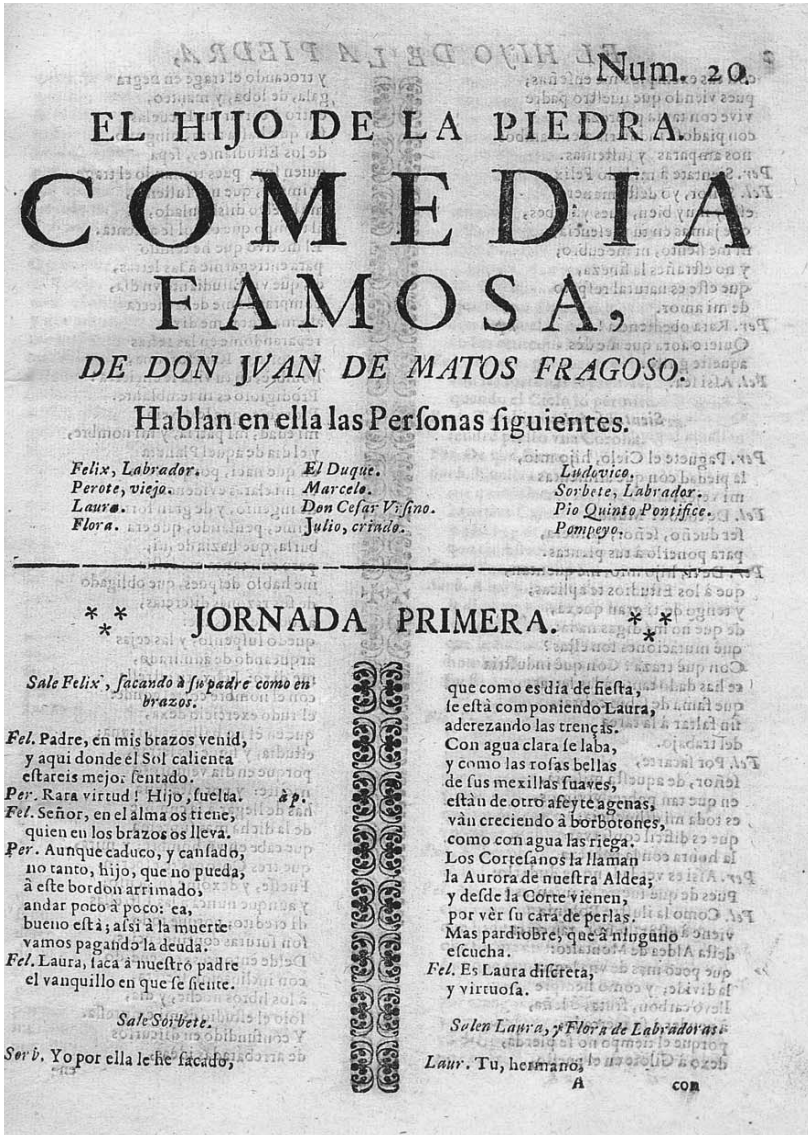 Num. 20.
EL HIJO DE LA PIEDRA.
COMEDIA
FAMOSA,
DE DON JVAN DE MATOS FRAGOSO.
Hablan en ella las Perſonas ſiguientes.
Felix, Labrador.
Perote, viejo.
Laura.
Flora.
El Duque.
Marcelo.
Don Ceſar Vrſino.
Julio, criado.
Ludovico.
Sorbete, Labrador.
Pio Quinto Pontifice.
Pompeyo.
JORNADA PRIMERA.
Sale Felix, ſacando à ſu padre como en
brazos.
Fel. Padre, en mis brazos venid,
y aqui donde el Sol calienta
eſtareis mejor ſentado.
Per. Rara virtud! Hijo, ſuelta. àp.
Fel. Señor, en el alma os tiene,
quien en los brazos os lleva.
Per. Aunque caduco, y canſado,
no tanto, hijo, que no pueda,
à eſte bordon arrimado,
andar poco à poco: ea,
bueno eſtà; aſsi à la muerte
vamos pagando la deuda.
Fel. Laura, ſaca à nueſtro padre
el vanquillo en que ſe ſiente.
Sale Sorbete.
Sorb. Yo por ella le he ſacado,
que como es dia de fieſta,
ſe eſtà componiendo Laura,
aderezando las trenças.
Con agua clara ſe laba,
y como las roſas bellas
de ſus mexillas ſuaves,
eſtàn de otro afeyte agenas,
vàn creciendo à borbotones,
como con agua las riega.
Los Corteſanos la llaman
la Aurora de nueſtra Aldea;
y deſde la Corte vienen,
por vèr ſu cara de perlas.
Mas pardiobre, que à ninguno
eſcucha.
Fel. Es Laura diſcreta,
y virtuoſa.
Salen Laura, y Flora de Labradoras.
Laur. Tu, hermano,
A con